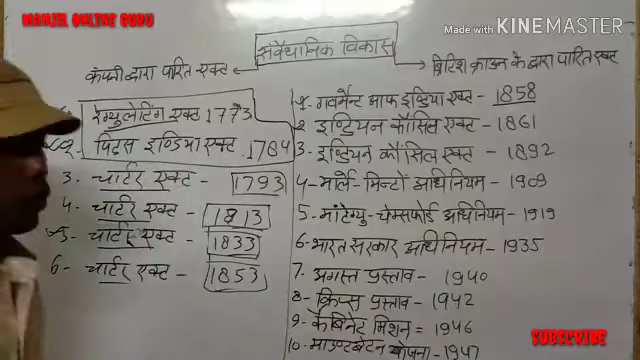 MANJIL ONLINE GURU
Made with KINEMASTER
संवैधानिक विकास
कंपनी द्वारा पारित एक्ट
ब्रिटिश क्राउन के द्वारा पारित एक्ट
रेग्युलेटिंग एक्ट 1773
2. पिट्स इण्डिया एक्ट 1784
3. चार्टर एक्ट - 1793
4. चार्टर एक्ट - 1813
5. चार्टर एक्ट - 1833
6. चार्टर एक्ट - 1853
1. गवर्मेन्ट आफ इण्डिया एक्ट - 1858
2 इण्डियन कौंसिल एक्ट - 1861
3. इण्डियन कौंसिल एक्ट - 1892
4. मार्ले-मिन्टो अधिनियम - 1909
5. मांटेग्यु-चेम्सफोर्ड अधिनियम - 1919
6- भारत सरकार अधिनियम - 1935
7. अगस्त प्रस्ताव - 1940
8- क्रिप्स प्रस्ताव - 1942
9- केबिनेट मिशन = 1946
10. माउण्टबेटन योजना - 1947
SUBSCRIBE